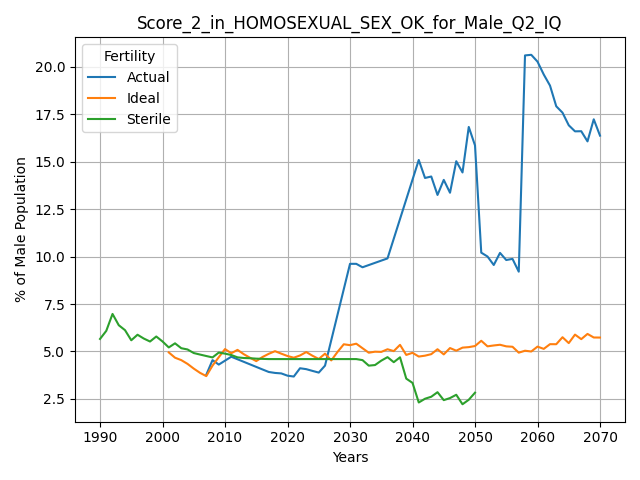 Score_2_in_HOMOSEXUAL_SEX_OK_for_Male_Q2_IQ
Fertility
Actual
Ideal
Sterile
% of Male Population
20.0
17.5
15.0
12.5
10.0
7.5
5.0
2.5
1990 2000 2010 2020 2030 2040 2050 2060 2070
Years